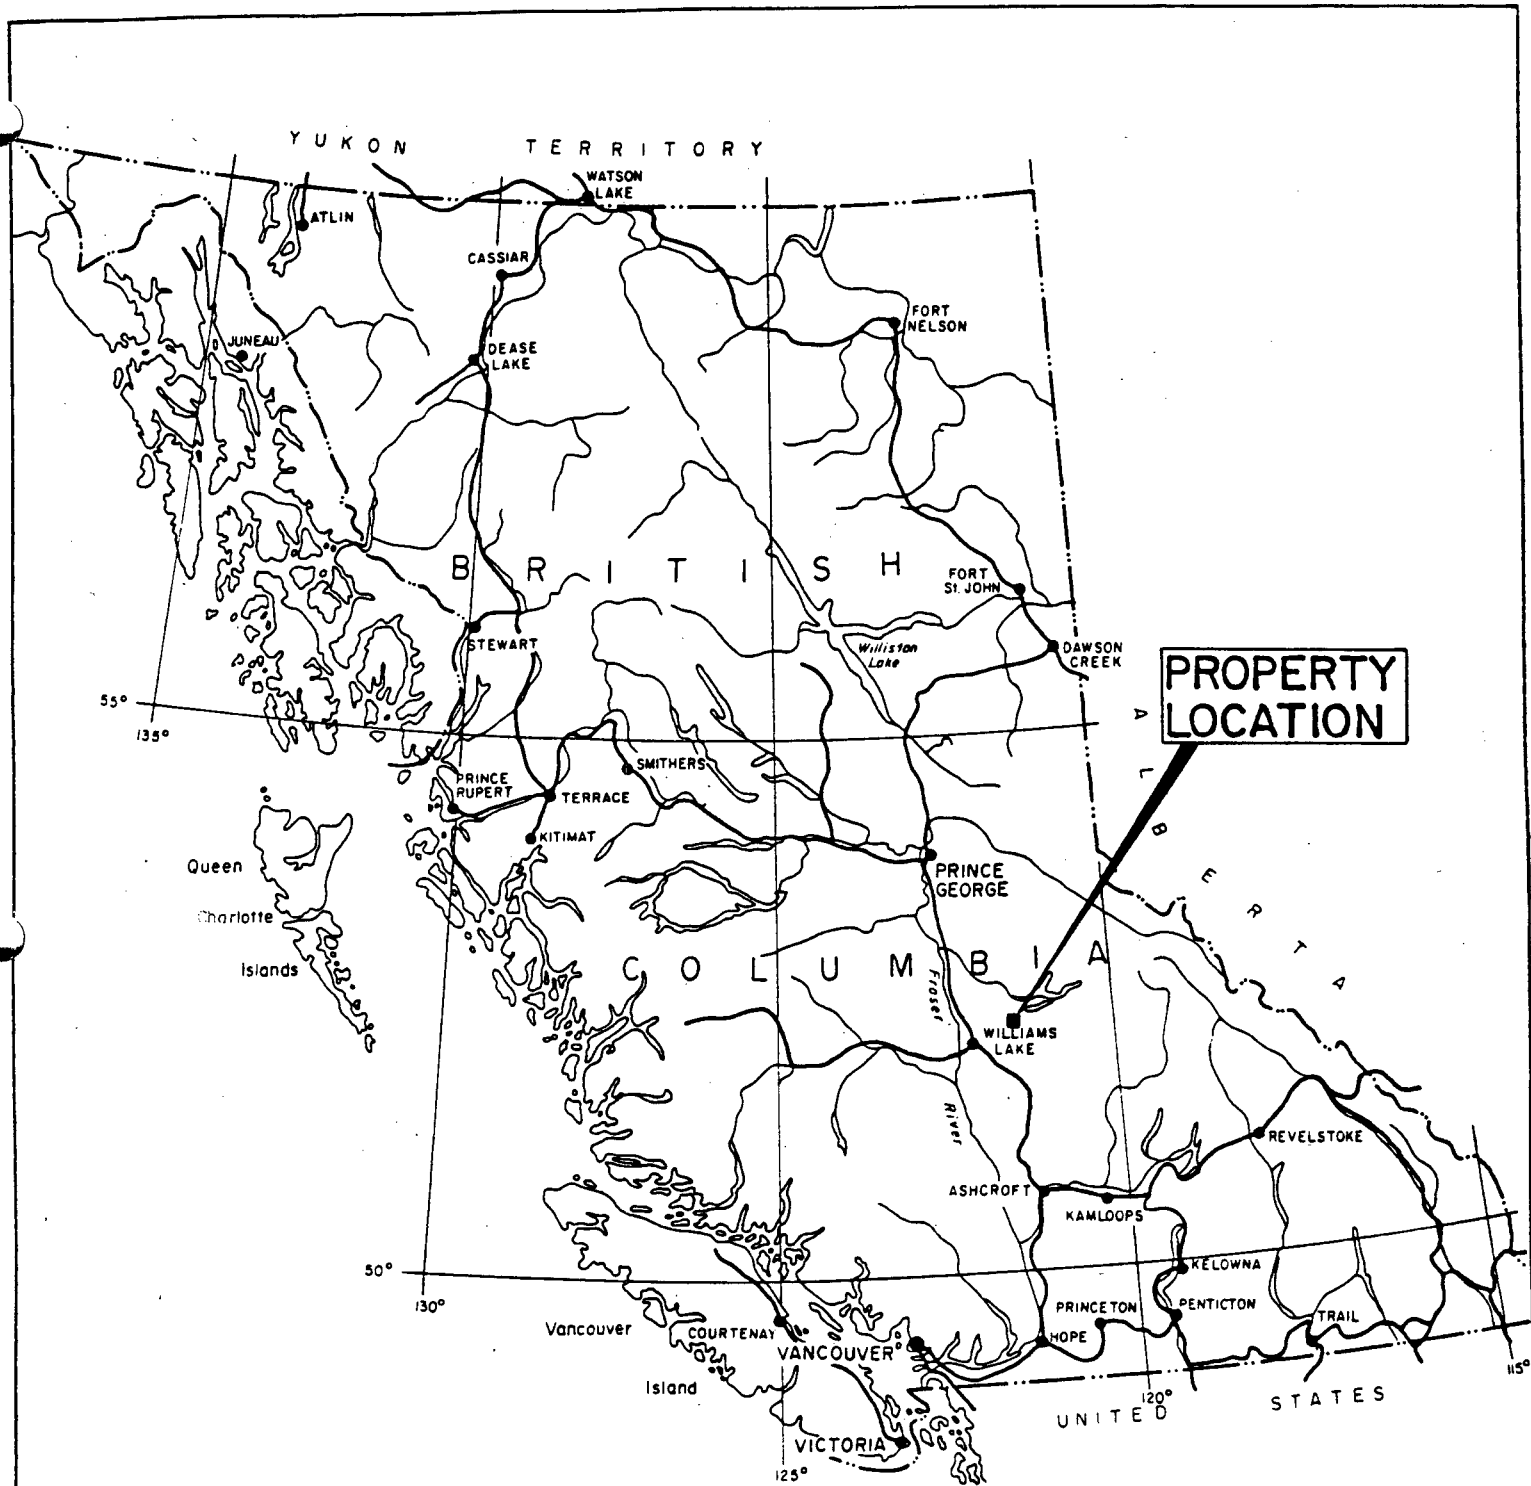 YUKON TERRITORY
WATSON
LAKE
ATLIN
CASSIAR
FORT
NELSON
JUNEAU
DEASE
LAKE
BRITISH
FORT
St. JOHN
STEWART
Williston
Lake
DAWSON
CREEK
PROPERTY
LOCATION
55°
135°
ALBERTA
PRINCE
RUPERT
SMITHERS
TERRACE
KITIMAT
PRINCE
GEORGE
Queen
Charlotte
Islands
COLUMBIA
Fraser
River
WILLIAMS
LAKE
REVELSTOKE
ASHCROFT
KAMLOOPS
50°
130°
KELOWNA
PRINCETON
PENTICTON
TRAIL
HOPE
Vancouver
Island
COURTENAY
VANCOUVER
115°
120°
UNITED STATES
VICTORIA
125°